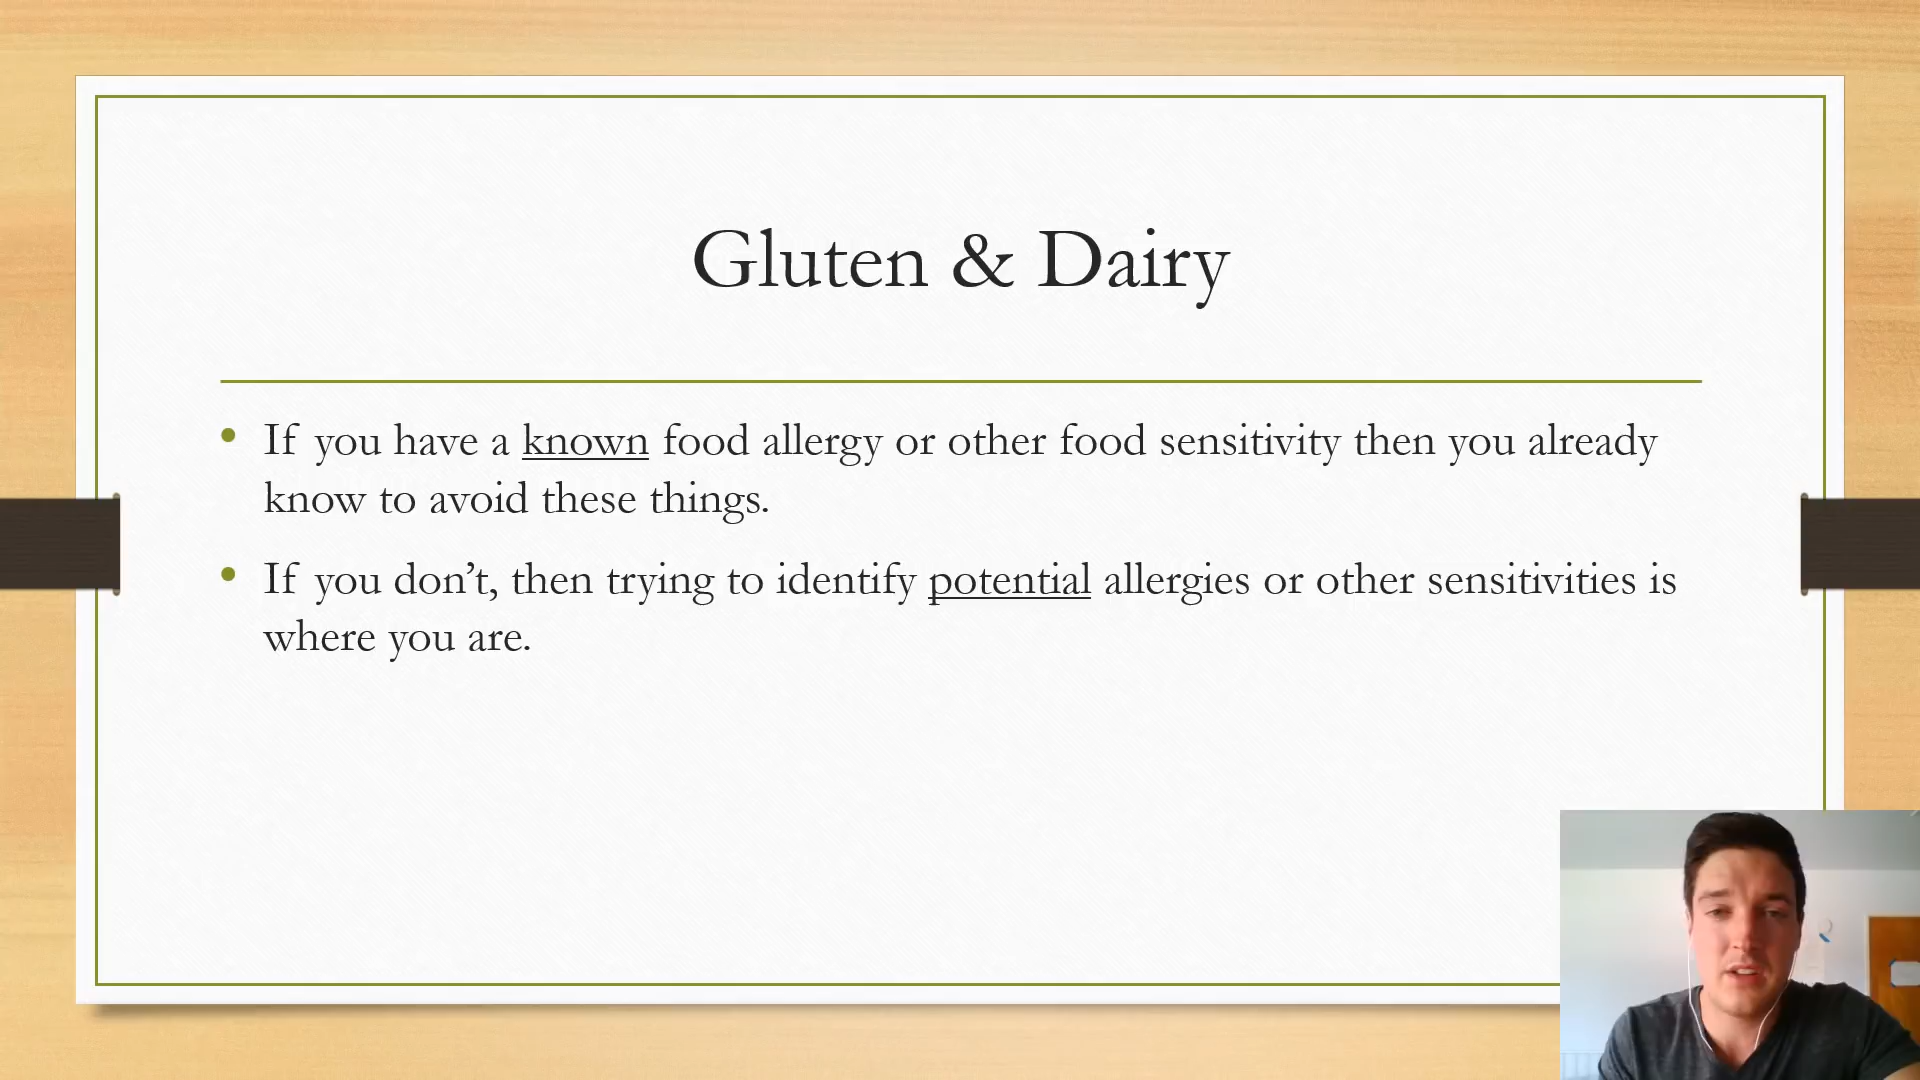 Gluten & Dairy
• If you have a known food allergy or other food sensitivity then you already
know to avoid these things.
• If you don’t, then trying to identify potential allergies or other sensitivities is
where you are.